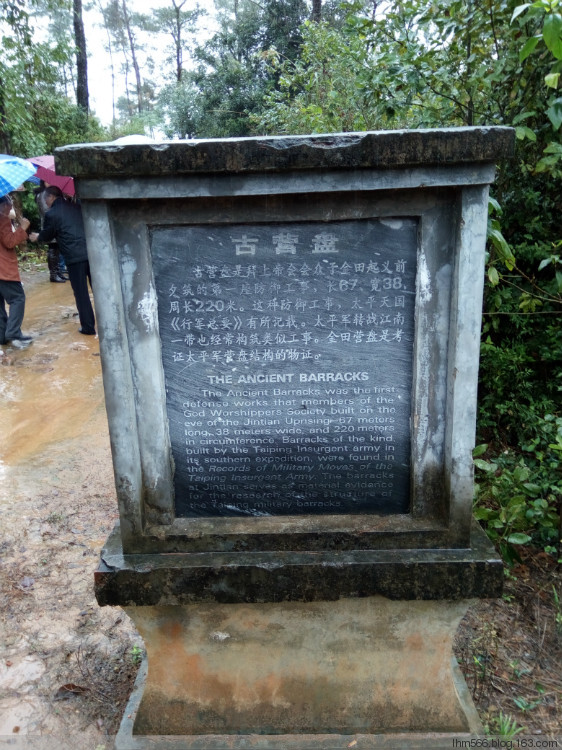 古营盘
古营盘是拜上帝会会众于金田起义前
夕筑的第一座防御工事，长67，宽38，
周长220米。这种防御工事，太平天国
《行军总要》有所记载。太平军转战江南
一带也经常构筑类似工事。金田营盘是考
证太平军营盘结构的物证。
THE ANCIENT BARRACKS
The Ancient Barracks was the first
defence works that members of the
God Worshippers Society built on the
eve of the Jintian Uprising: 67 meters
long, 38 meters wide, and 220 meters
in circumference. Barracks of the kind,
built by the Taiping Insurgent army in
its southern expedition, were found in
the Records of Military Moves of the
Taiping Insurgent Army. The barracks
at Jingtan serves as material evidence
for the research of the structure of
the Taiping military barracks.
lhm566.blog.163.com